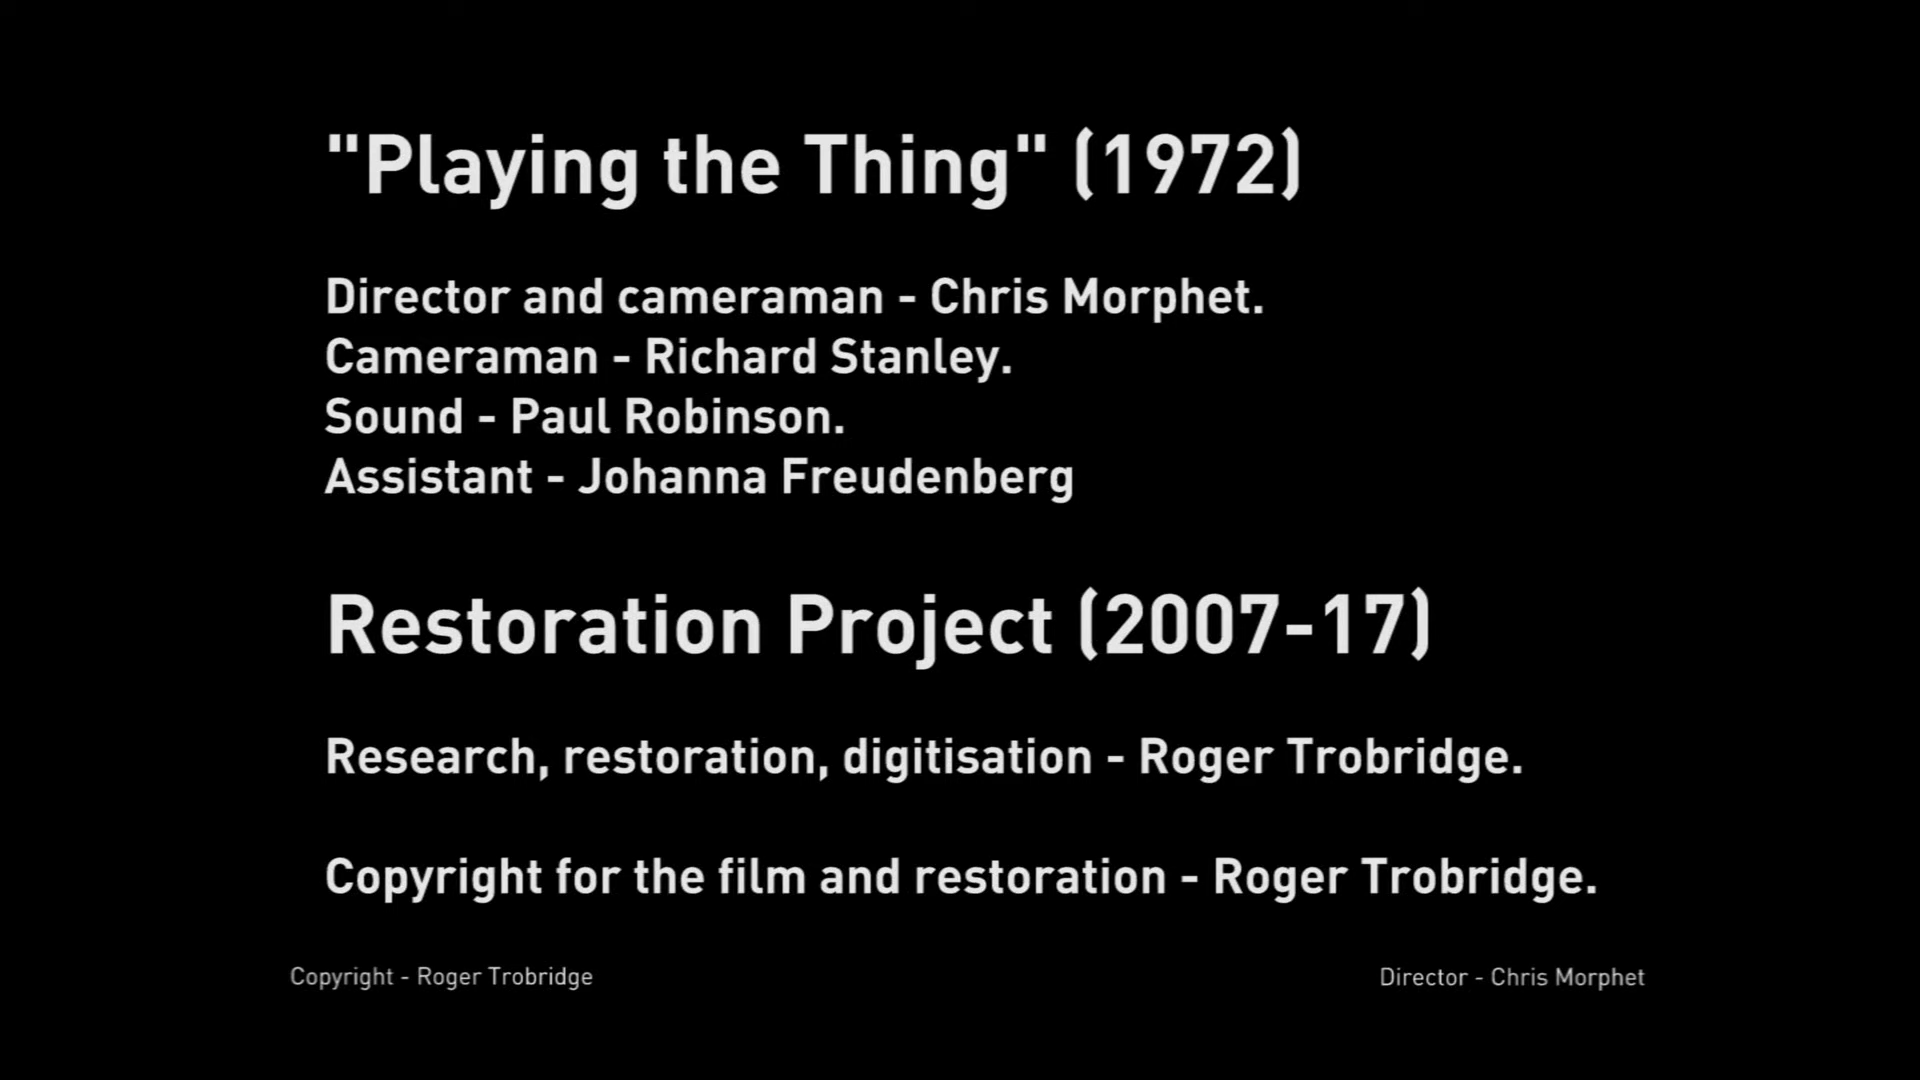 "Playing the Thing" (1972)
Director and cameraman - Chris Morphet.
Cameraman - Richard Stanley.
Sound - Paul Robinson.
Assistant - Johanna Freudenberg
Restoration Project (2007-17)
Research, restoration, digitisation - Roger Trobridge.
Copyright for the film and restoration - Roger Trobridge.
Copyright - Roger Trobridge
Director - Chris Morphet